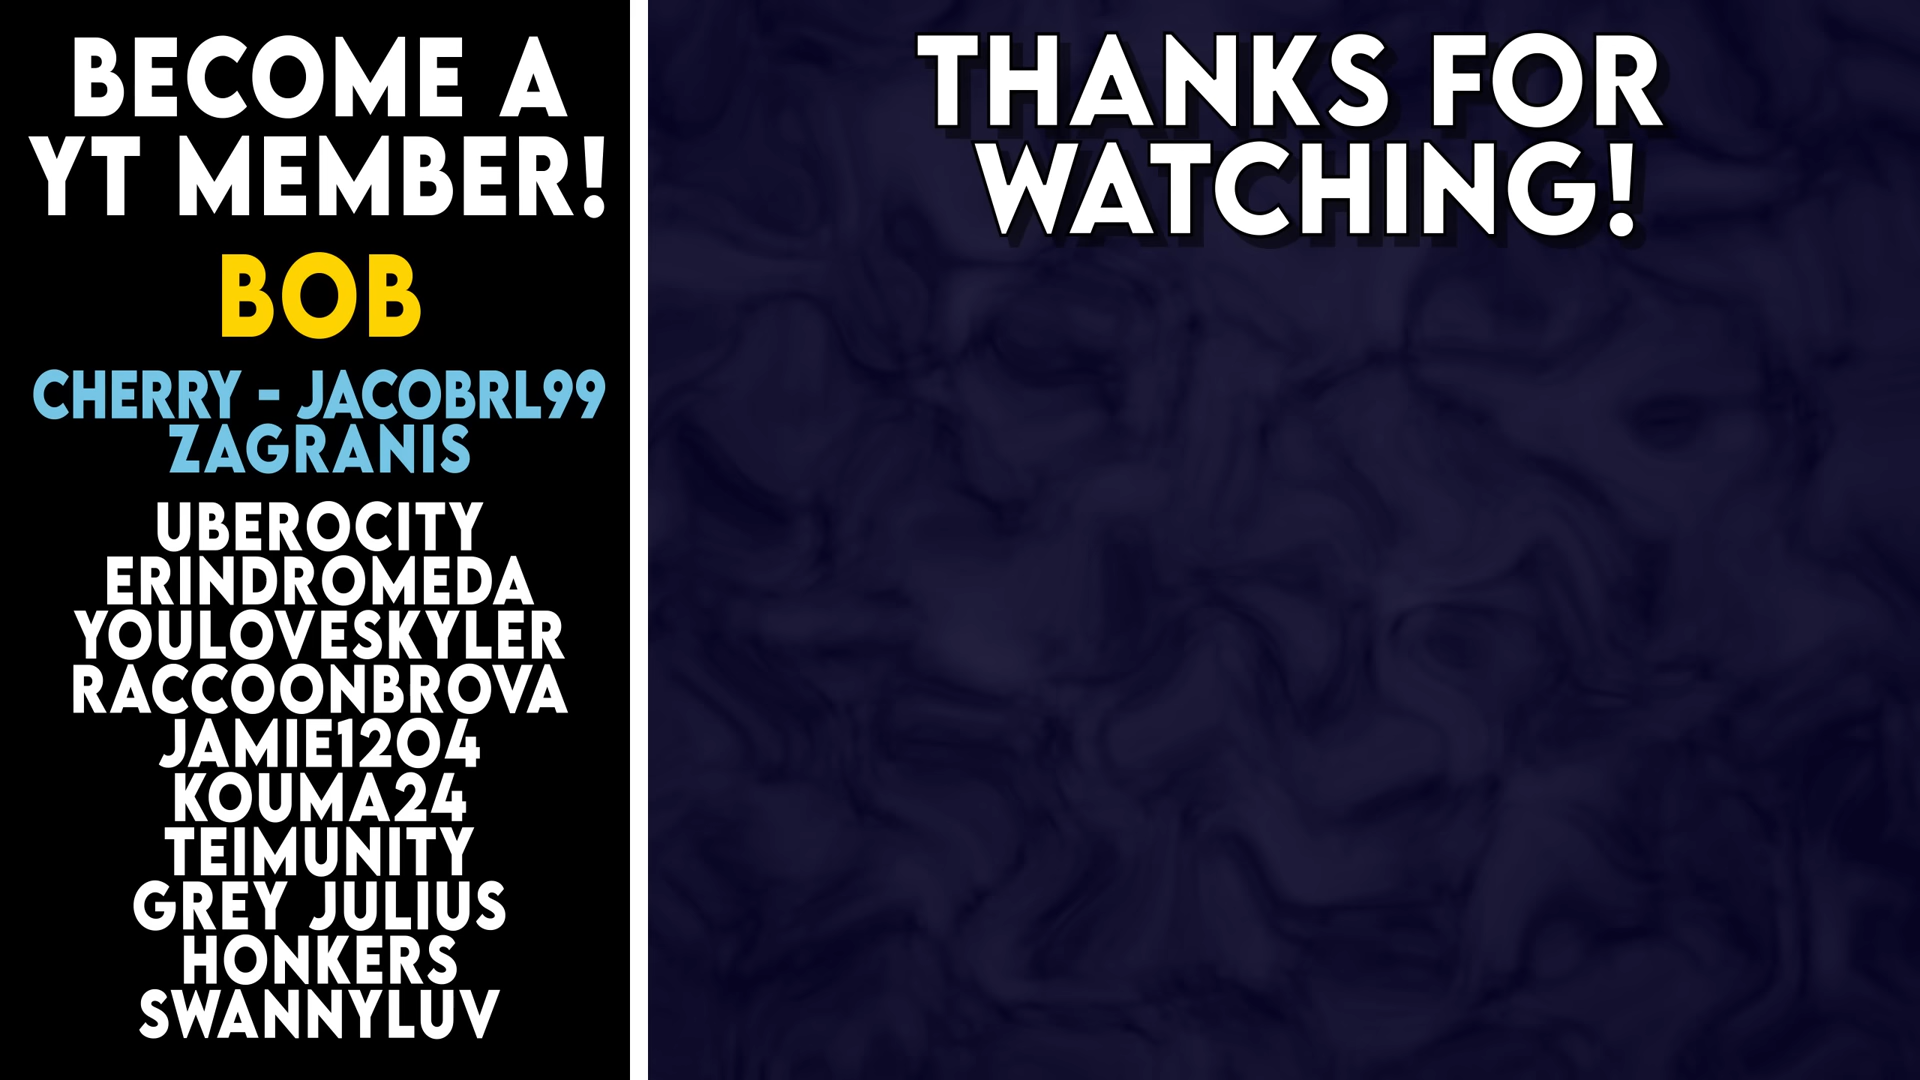 BECOME A
YT MEMBER!
BOB
CHERRY - JACOBRL99
ZAGRANIS
UBEROCITY
ERINDROMEDA
YOULOVESKYLER
RACCOONBROVA
JAMIE1204
KOUMA24
TEIMUNITY
GREY JULIUS
HONKERS
SWANNYLUV
THANKS FOR
WATCHING!